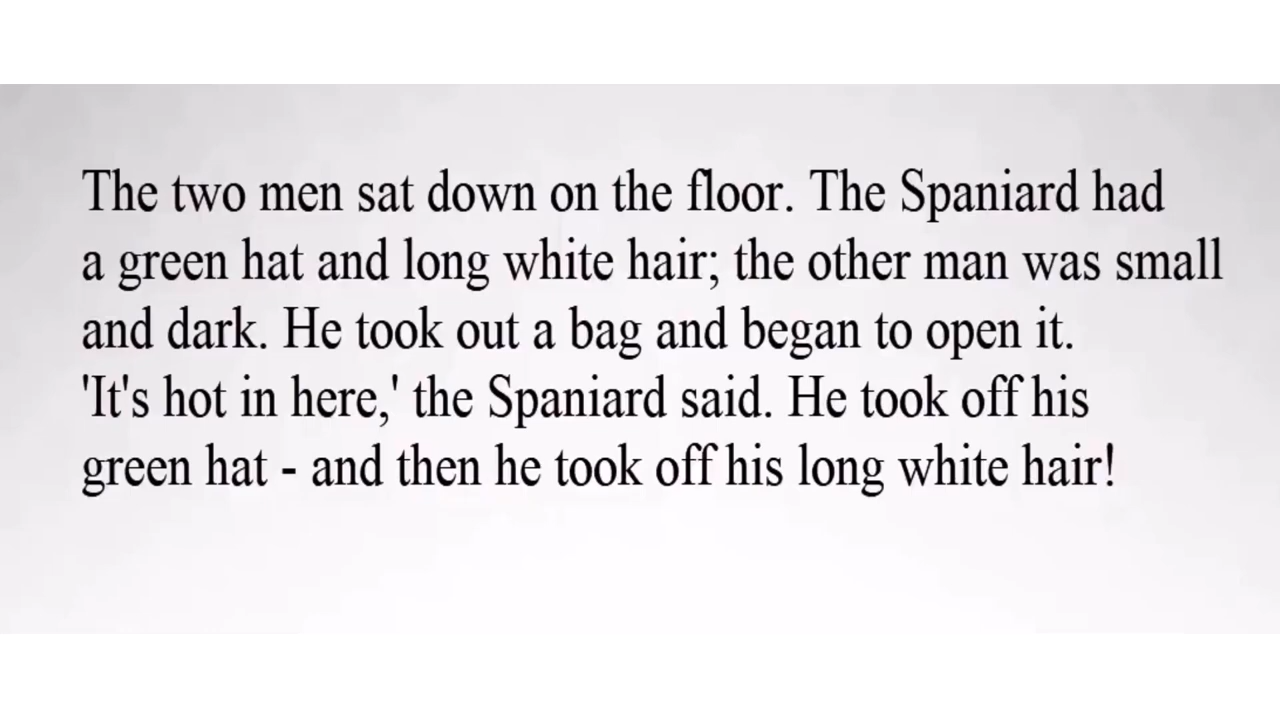 The two men sat down on the floor. The Spaniard had
a green hat and long white hair; the other man was small
and dark. He took out a bag and began to open it.
'It's hot in here,' the Spaniard said. He took off his
green hat - and then he took off his long white hair!